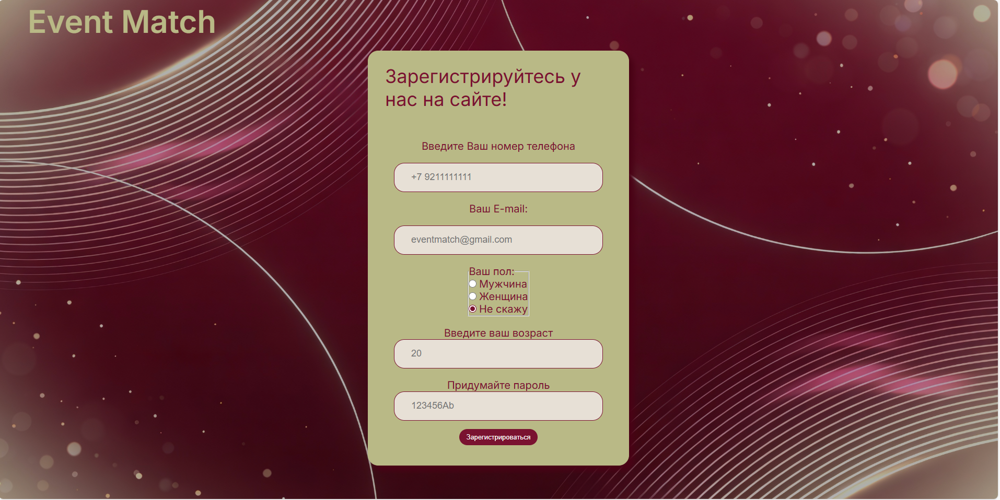 Event Match
Зарегистрируйтесь у
нас на сайте!
Введите Ваш номер телефона
+7 9211111111
Ваш E-mail:
eventmatch@gmail.com
Ваш пол:
Мужчина
Женщина
Не скажу
Введите ваш возраст
20
Придумайте пароль
123456Ab
Зарегистрироваться